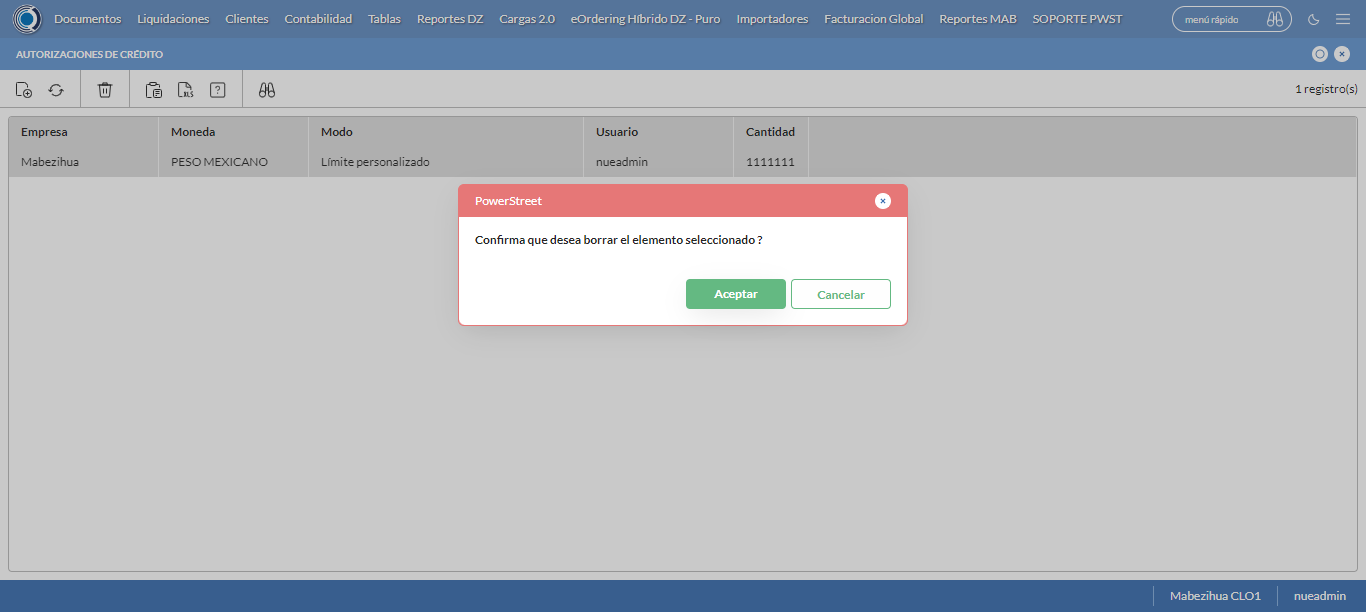 Documentos Liquidaciones Clientes Contabilidad Tablas Reportes DZ Cargas 2.0 eOrdering Híbrido DZ - Puro Importadores Facturacion Global Reportes MAB SOPORTE PWST menú rápido
AUTORIZACIONES DE CRÉDITO
XLS ? 1 registro(s)
Empresa Moneda Modo Usuario Cantidad
Mabezihua PESO MEXICANO Límite personalizado nueadmin 1111111
PowerStreet
Confirma que desea borrar el elemento seleccionado ?
Aceptar Cancelar
Mabezihua CLO1 nueadmin